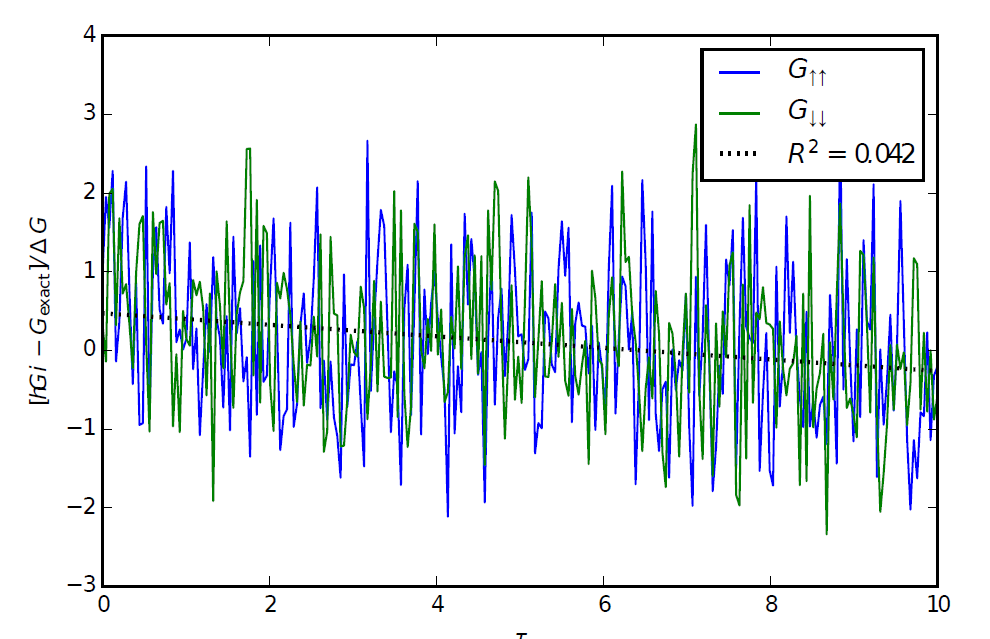 4
3
2
1
0
−1
−2
−3
0 2 4 6 8 10
[hGi − G_exact]/ΔG
G↑↑
G↓↓
R² = 0.042
τ